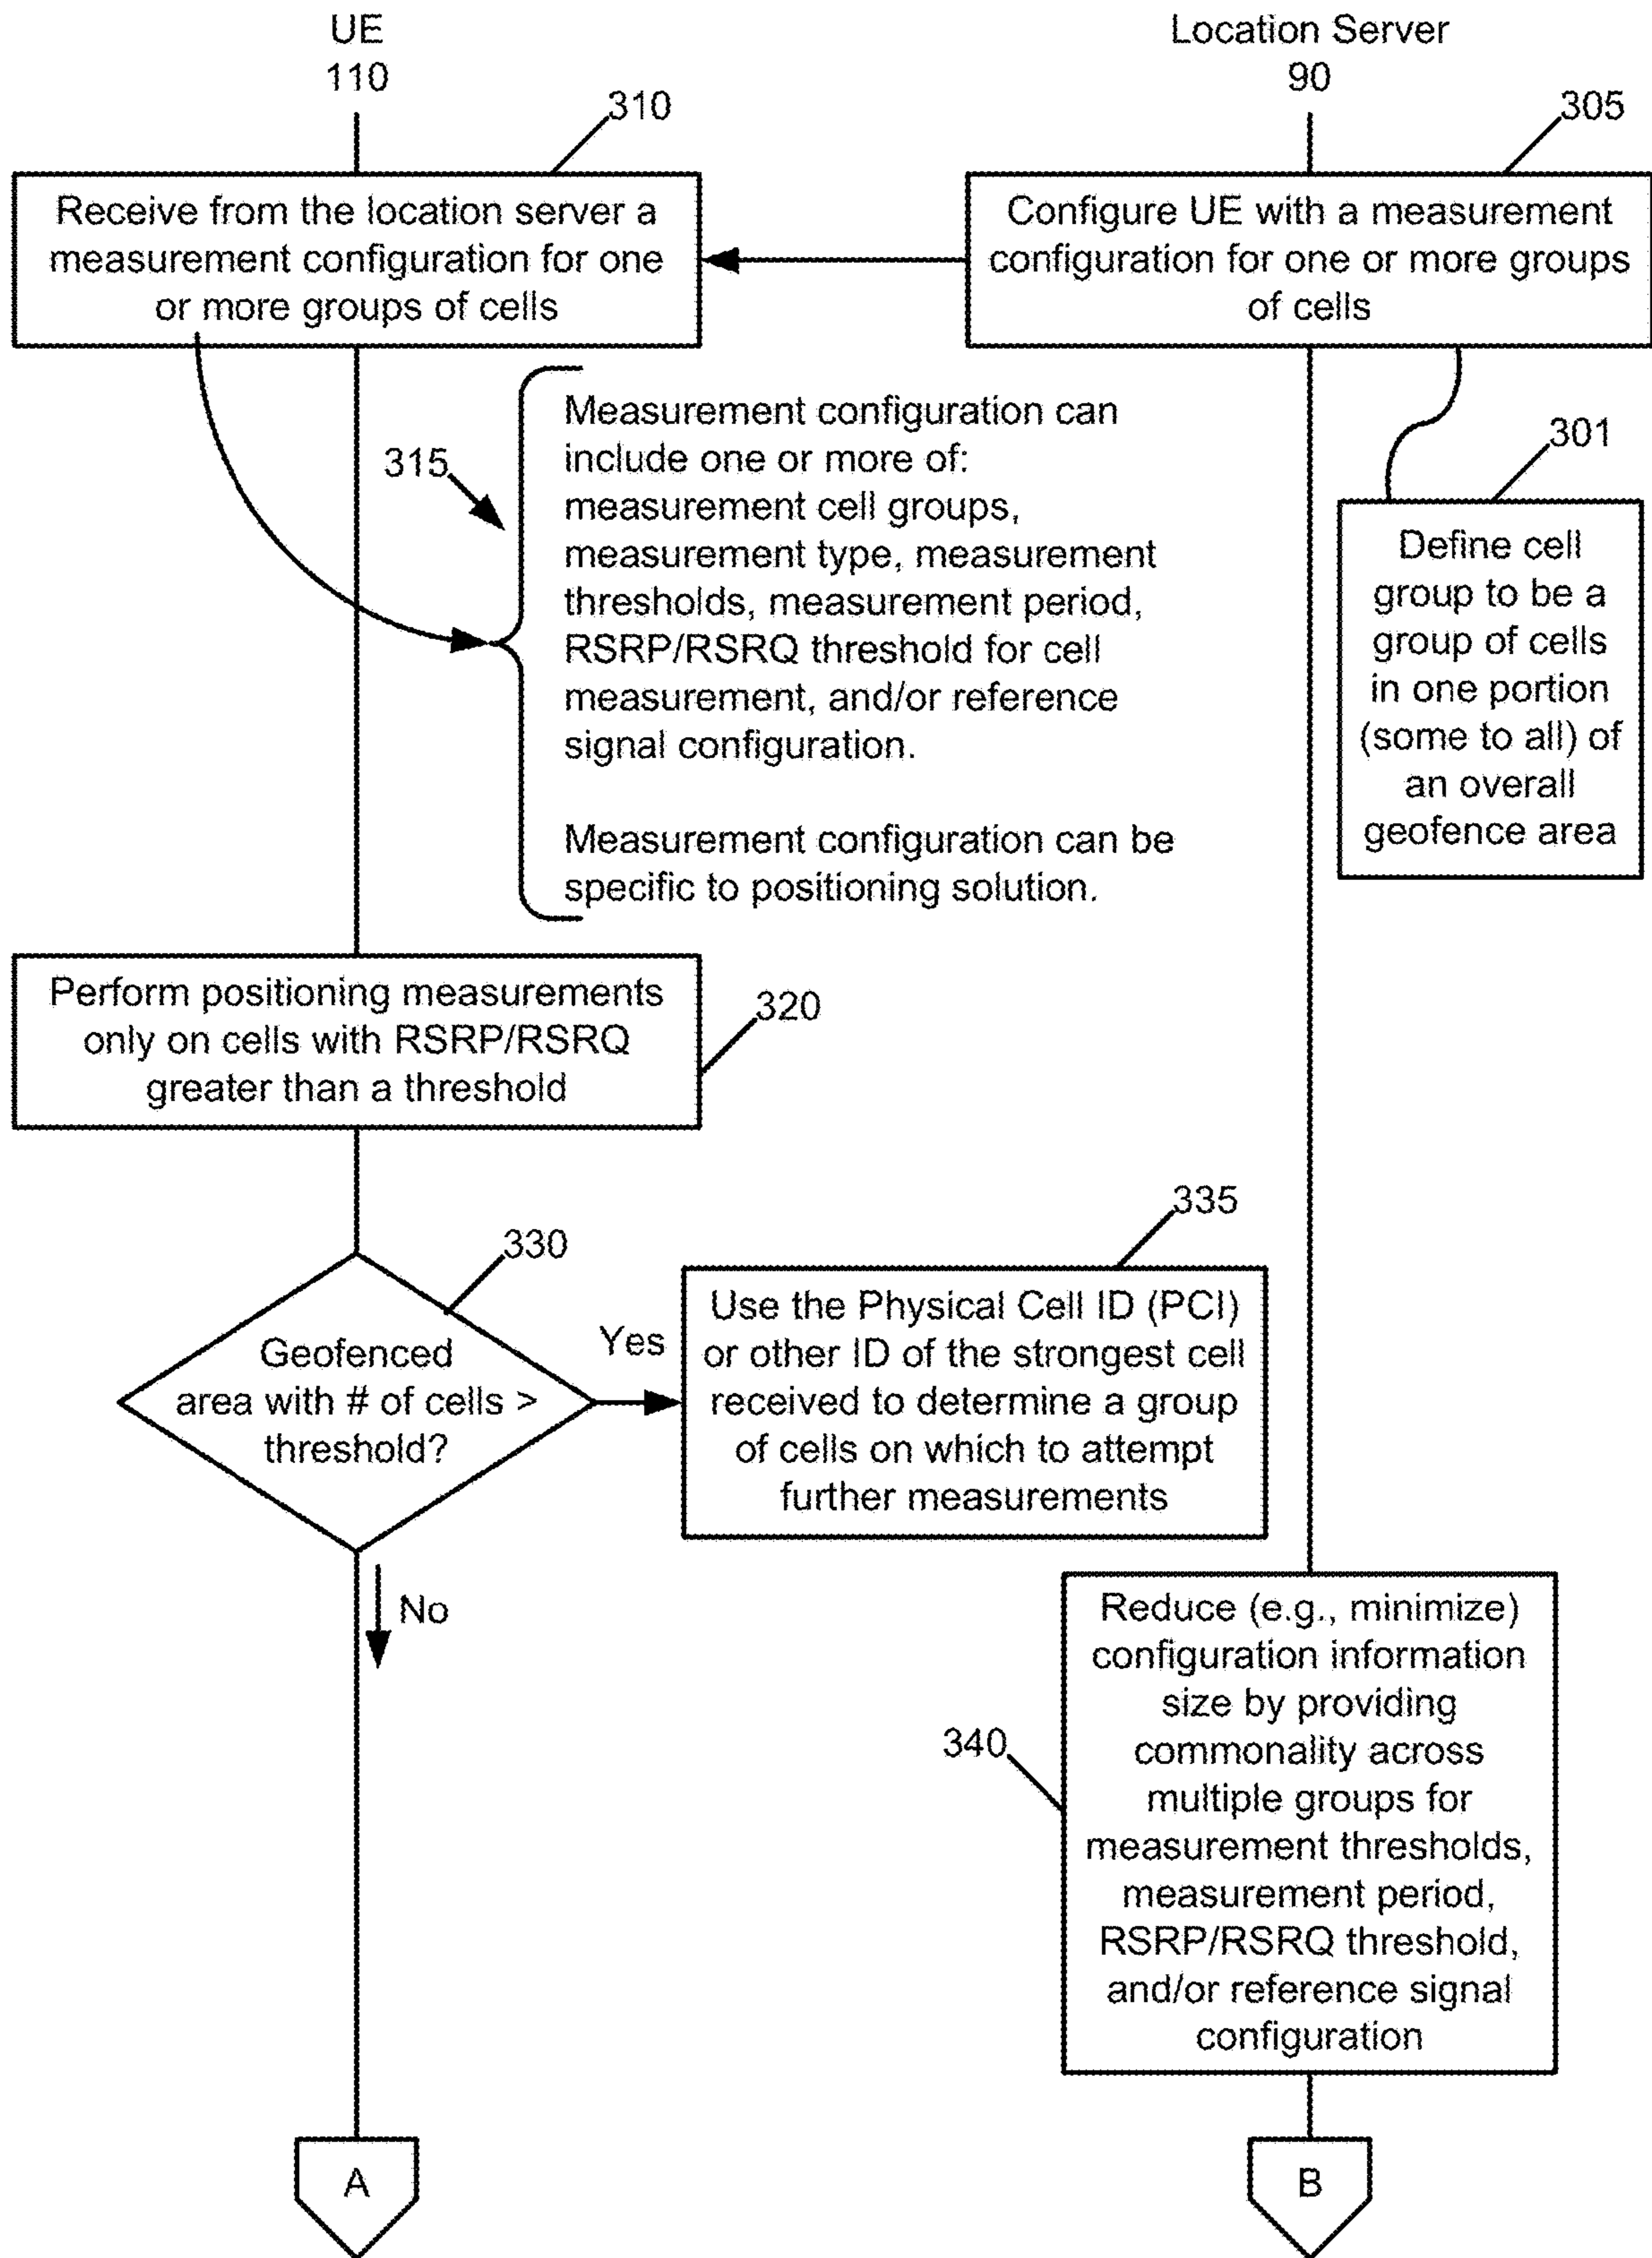 UE
110
Location Server
90
310
305
Receive from the location server a
measurement configuration for one
or more groups of cells
Configure UE with a measurement
configuration for one or more groups
of cells
315
Measurement configuration can
include one or more of:
measurement cell groups,
measurement type, measurement
thresholds, measurement period,
RSRP/RSRQ threshold for cell
measurement, and/or reference
signal configuration.
Measurement configuration can be
specific to positioning solution.
301
Define cell
group to be a
group of cells
in one portion
(some to all) of
an overall
geofence area
Perform positioning measurements
only on cells with RSRP/RSRQ
greater than a threshold
320
330
Geofenced
area with # of cells >
threshold?
Yes
No
335
Use the Physical Cell ID (PCI)
or other ID of the strongest cell
received to determine a group
of cells on which to attempt
further measurements
340
Reduce (e.g., minimize)
configuration information
size by providing
commonality across
multiple groups for
measurement thresholds,
measurement period,
RSRP/RSRQ threshold,
and/or reference signal
configuration
A
B